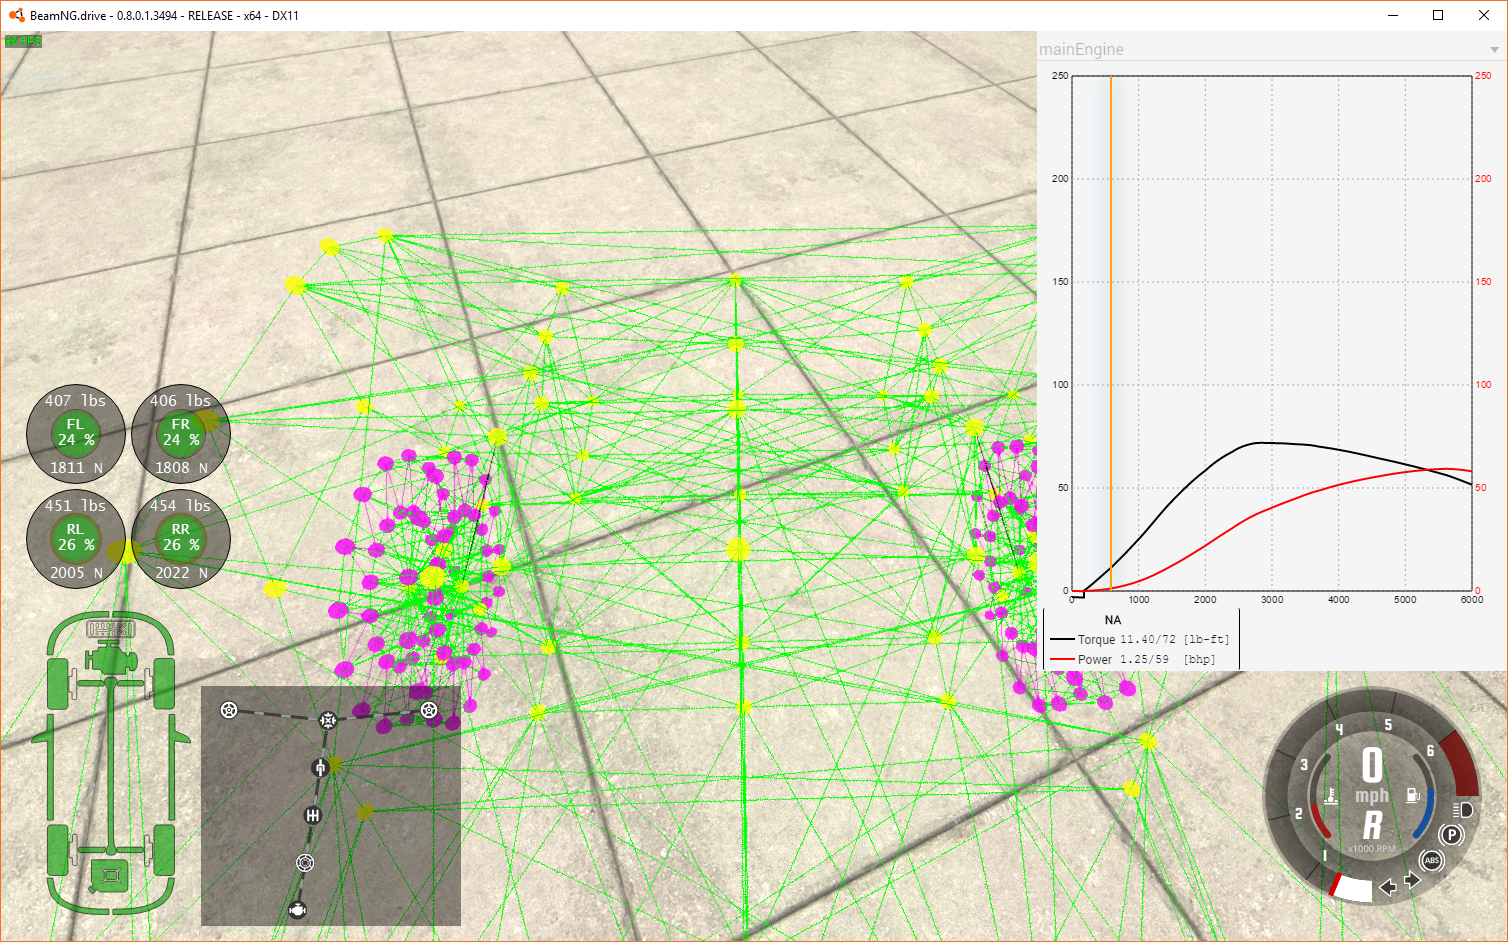 BeamNG.drive - 0.8.0.1.3494 - RELEASE - x64 - DX11
mainEngine
250
200
150
100
50
0
250
200
150
100
50
0
0 1000 2000 3000 4000 5000 6000
NA
Torque 11.40/72 [lb-ft]
Power 1.25/59 [bhp]
407 lbs
FL
24 %
1811 N
406 lbs
FR
24 %
1808 N
451 lbs
RL
26 %
2005 N
454 lbs
RR
26 %
2022 N
1
2
3
4
5
6
0
mph
R
x1000 RPM
P
ABS